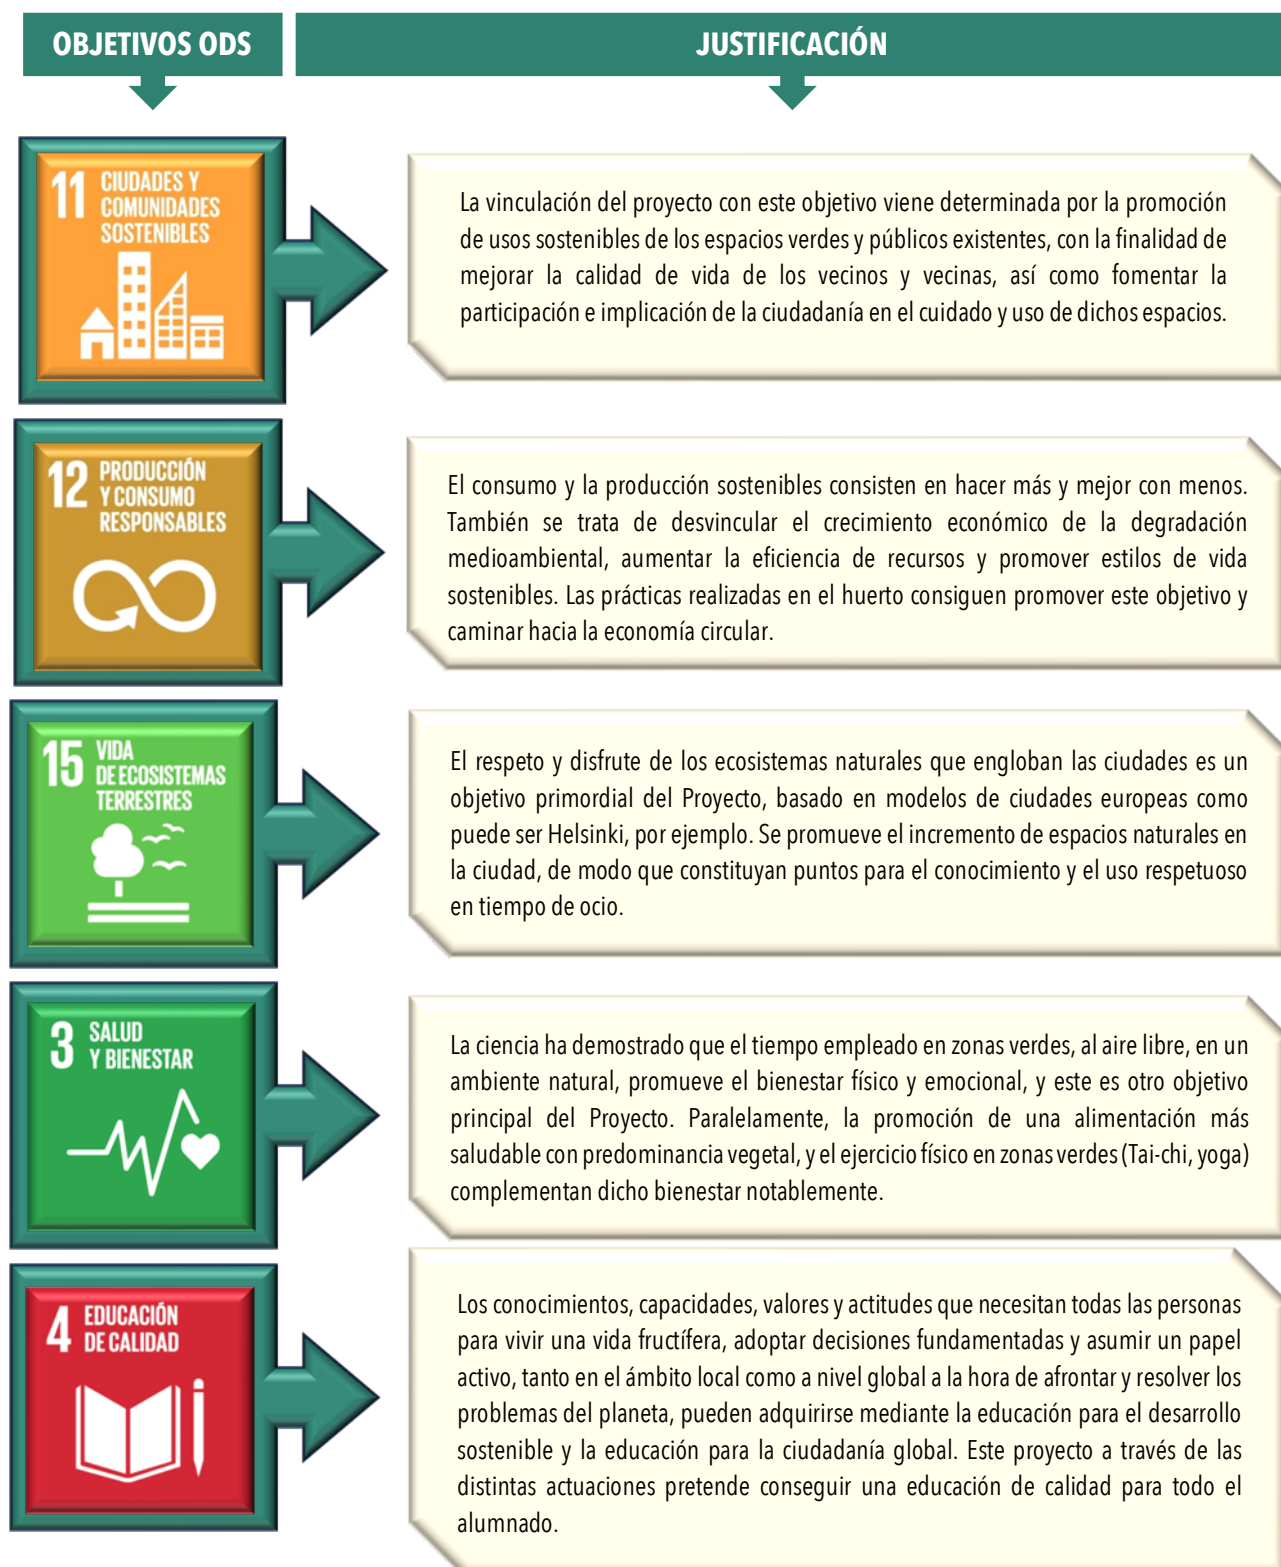 OBJETIVOS ODS
JUSTIFICACIÓN
11 CIUDADES Y
COMUNIDADES
SOSTENIBLES
La vinculación del proyecto con este objetivo viene determinada por la promoción
de usos sostenibles de los espacios verdes y públicos existentes, con la finalidad de
mejorar la calidad de vida de los vecinos y vecinas, así como fomentar la
participación e implicación de la ciudadanía en el cuidado y uso de dichos espacios.
12 PRODUCCIÓN
Y CONSUMO
RESPONSABLES
El consumo y la producción sostenibles consisten en hacer más y mejor con menos.
También se trata de desvincular el crecimiento económico de la degradación
medioambiental, aumentar la eficiencia de recursos y promover estilos de vida
sostenibles. Las prácticas realizadas en el huerto consiguen promover este objetivo y
caminar hacia la economía circular.
15 VIDA
DE ECOSISTEMAS
TERRESTRES
El respeto y disfrute de los ecosistemas naturales que engloban las ciudades es un
objetivo primordial del Proyecto, basado en modelos de ciudades europeas como
puede ser Helsinki, por ejemplo. Se promueve el incremento de espacios naturales en
la ciudad, de modo que constituyan puntos para el conocimiento y el uso respetuoso
en tiempo de ocio.
3 SALUD
Y BIENESTAR
La ciencia ha demostrado que el tiempo empleado en zonas verdes, al aire libre, en un
ambiente natural, promueve el bienestar físico y emocional, y este es otro objetivo
principal del Proyecto. Paralelamente, la promoción de una alimentación más
saludable con predominancia vegetal, y el ejercicio físico en zonas verdes (Tai-chi, yoga)
complementan dicho bienestar notablemente.
4 EDUCACIÓN
DE CALIDAD
Los conocimientos, capacidades, valores y actitudes que necesitan todas las personas
para vivir una vida fructífera, adoptar decisiones fundamentadas y asumir un papel
activo, tanto en el ámbito local como a nivel global a la hora de afrontar y resolver los
problemas del planeta, pueden adquirirse mediante la educación para el desarrollo
sostenible y la educación para la ciudadanía global. Este proyecto a través de las
distintas actuaciones pretende conseguir una educación de calidad para todo el
alumnado.